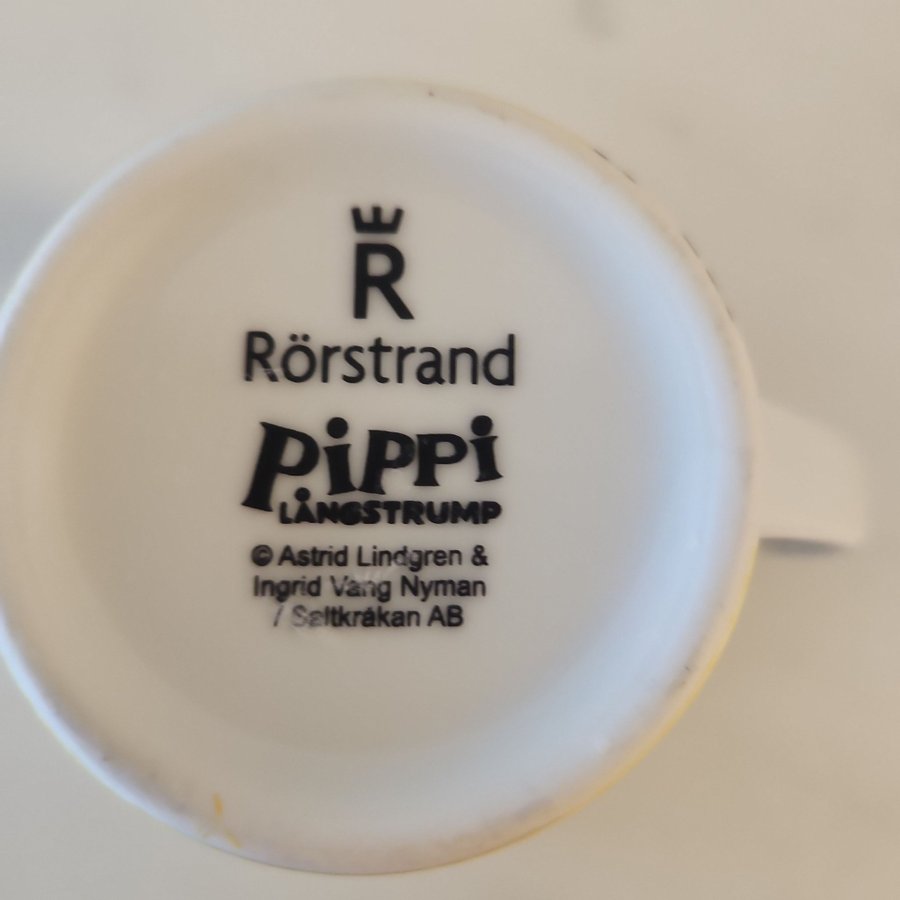 R
Rörstrand
PiPPi
LÅNGSTRUMP
© Astrid Lindgren &
Ingrid Vang Nyman
/ Saltkråkan AB